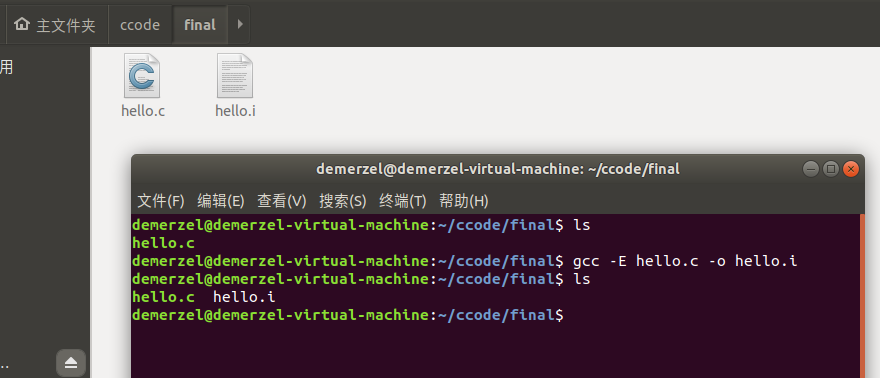 主文件夹 ccode final
用
hello.c hello.i
demerzel@demerzel-virtual-machine: ~/ccode/final
文件(F) 编辑(E) 查看(V) 搜索(S) 终端(T) 帮助(H)
demerzel@demerzel-virtual-machine:~/ccode/final$ ls
hello.c
demerzel@demerzel-virtual-machine:~/ccode/final$ gcc -E hello.c -o hello.i
demerzel@demerzel-virtual-machine:~/ccode/final$ ls
hello.c  hello.i
demerzel@demerzel-virtual-machine:~/ccode/final$
..